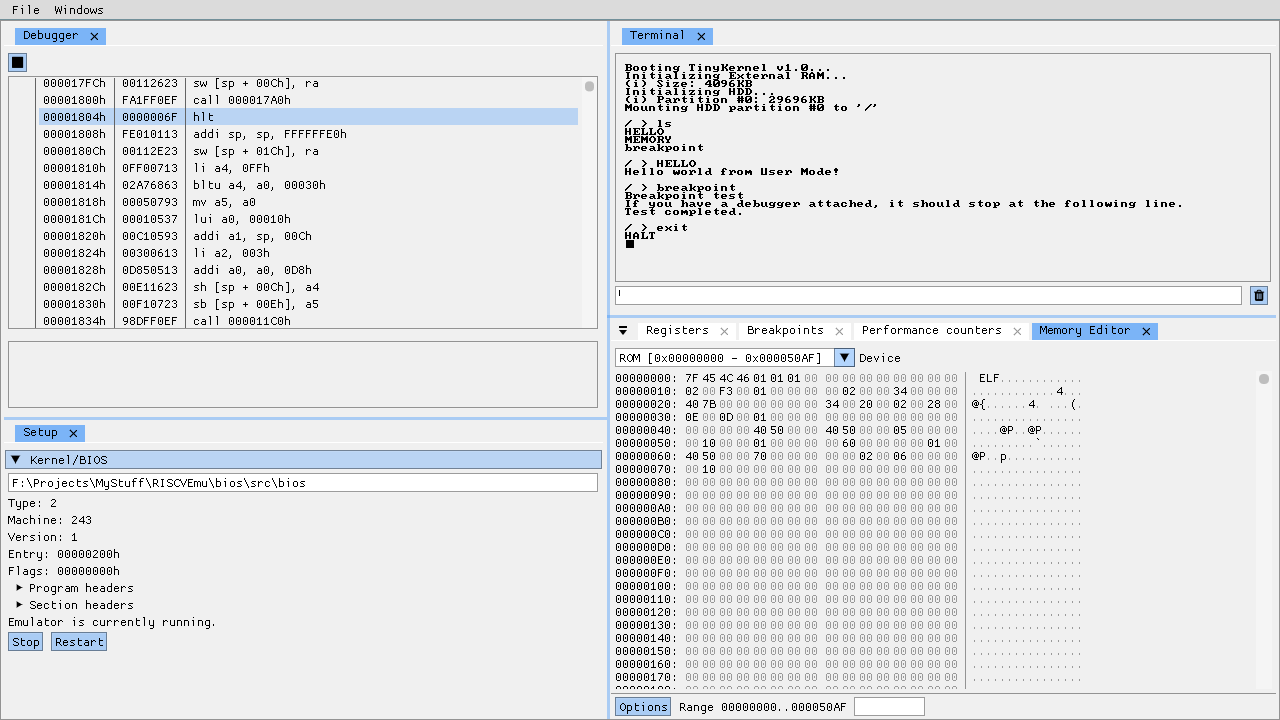 File Windows
Debugger
000017FCh 00112623 sw [sp + 00Ch], ra
00001800h FA1FF0EF call 000017A0h
00001804h 0000006F hlt
00001808h FE010113 addi sp, sp, FFFFFFE0h
0000180Ch 00112E23 sw [sp + 01Ch], ra
00001810h 0FF00713 li a4, 0FFh
00001814h 02A76863 bltu a4, a0, 00030h
00001818h 00050793 mv a5, a0
0000181Ch 00010537 lui a0, 00010h
00001820h 00C10593 addi a1, sp, 00Ch
00001824h 00300613 li a2, 003h
00001828h 0D850513 addi a0, a0, 0D8h
0000182Ch 00E11623 sh [sp + 00Ch], a4
00001830h 00F10723 sb [sp + 00Eh], a5
00001834h 98DFF0EF call 000011C0h
Setup
Kernel/BIOS
F:\Projects\MyStuff\RISCVEmu\bios\src\bios
Type: 2
Machine: 243
Version: 1
Entry: 00000200h
Flags: 00000000h
Program headers
Section headers
Emulator is currently running.
Stop Restart
Terminal
Booting TinyKernel v1.0...
Initializing External RAM...
(i) Size: 4096KB
Initializing HDD...
(i) Partition #0: 29696KB
Mounting HDD partition #0 to '/'
/ > ls
HELLO
MEMORY
breakpoint
/ > HELLO
Hello world from User Mode!
/ > breakpoint
Breakpoint test
If you have a debugger attached, it should stop at the following line.
Test completed.
/ > exit
HALT
Registers Breakpoints Performance counters Memory Editor
ROM [0x00000000 - 0x000050AF] Device
00000000: 7F 45 4C 46 01 01 01 00 00 00 00 00 00 00 00 00 ELF............
00000010: 02 00 F3 00 01 00 00 00 00 02 00 00 34 00 00 00 ............4...
00000020: 40 7B 00 00 00 00 00 00 34 00 20 00 02 00 28 00 @{......4. ...(.
00000030: 0E 00 0D 00 01 00 00 00 00 00 00 00 00 00 00 00 ................
00000040: 00 00 00 00 40 50 00 00 40 50 00 00 05 00 00 00 ....@P..@P......
00000050: 00 10 00 00 01 00 00 00 00 60 00 00 00 00 01 00 .........`......
00000060: 40 50 00 00 70 00 00 00 00 00 02 00 06 00 00 00 @P..p...........
00000070: 00 10 00 00 00 00 00 00 00 00 00 00 00 00 00 00 ................
00000080: 00 00 00 00 00 00 00 00 00 00 00 00 00 00 00 00 ................
00000090: 00 00 00 00 00 00 00 00 00 00 00 00 00 00 00 00 ................
000000A0: 00 00 00 00 00 00 00 00 00 00 00 00 00 00 00 00 ................
000000B0: 00 00 00 00 00 00 00 00 00 00 00 00 00 00 00 00 ................
000000C0: 00 00 00 00 00 00 00 00 00 00 00 00 00 00 00 00 ................
000000D0: 00 00 00 00 00 00 00 00 00 00 00 00 00 00 00 00 ................
000000E0: 00 00 00 00 00 00 00 00 00 00 00 00 00 00 00 00 ................
000000F0: 00 00 00 00 00 00 00 00 00 00 00 00 00 00 00 00 ................
00000100: 00 00 00 00 00 00 00 00 00 00 00 00 00 00 00 00 ................
00000110: 00 00 00 00 00 00 00 00 00 00 00 00 00 00 00 00 ................
00000120: 00 00 00 00 00 00 00 00 00 00 00 00 00 00 00 00 ................
00000130: 00 00 00 00 00 00 00 00 00 00 00 00 00 00 00 00 ................
00000140: 00 00 00 00 00 00 00 00 00 00 00 00 00 00 00 00 ................
00000150: 00 00 00 00 00 00 00 00 00 00 00 00 00 00 00 00 ................
00000160: 00 00 00 00 00 00 00 00 00 00 00 00 00 00 00 00 ................
00000170: 00 00 00 00 00 00 00 00 00 00 00 00 00 00 00 00 ................
Options Range 00000000..000050AF